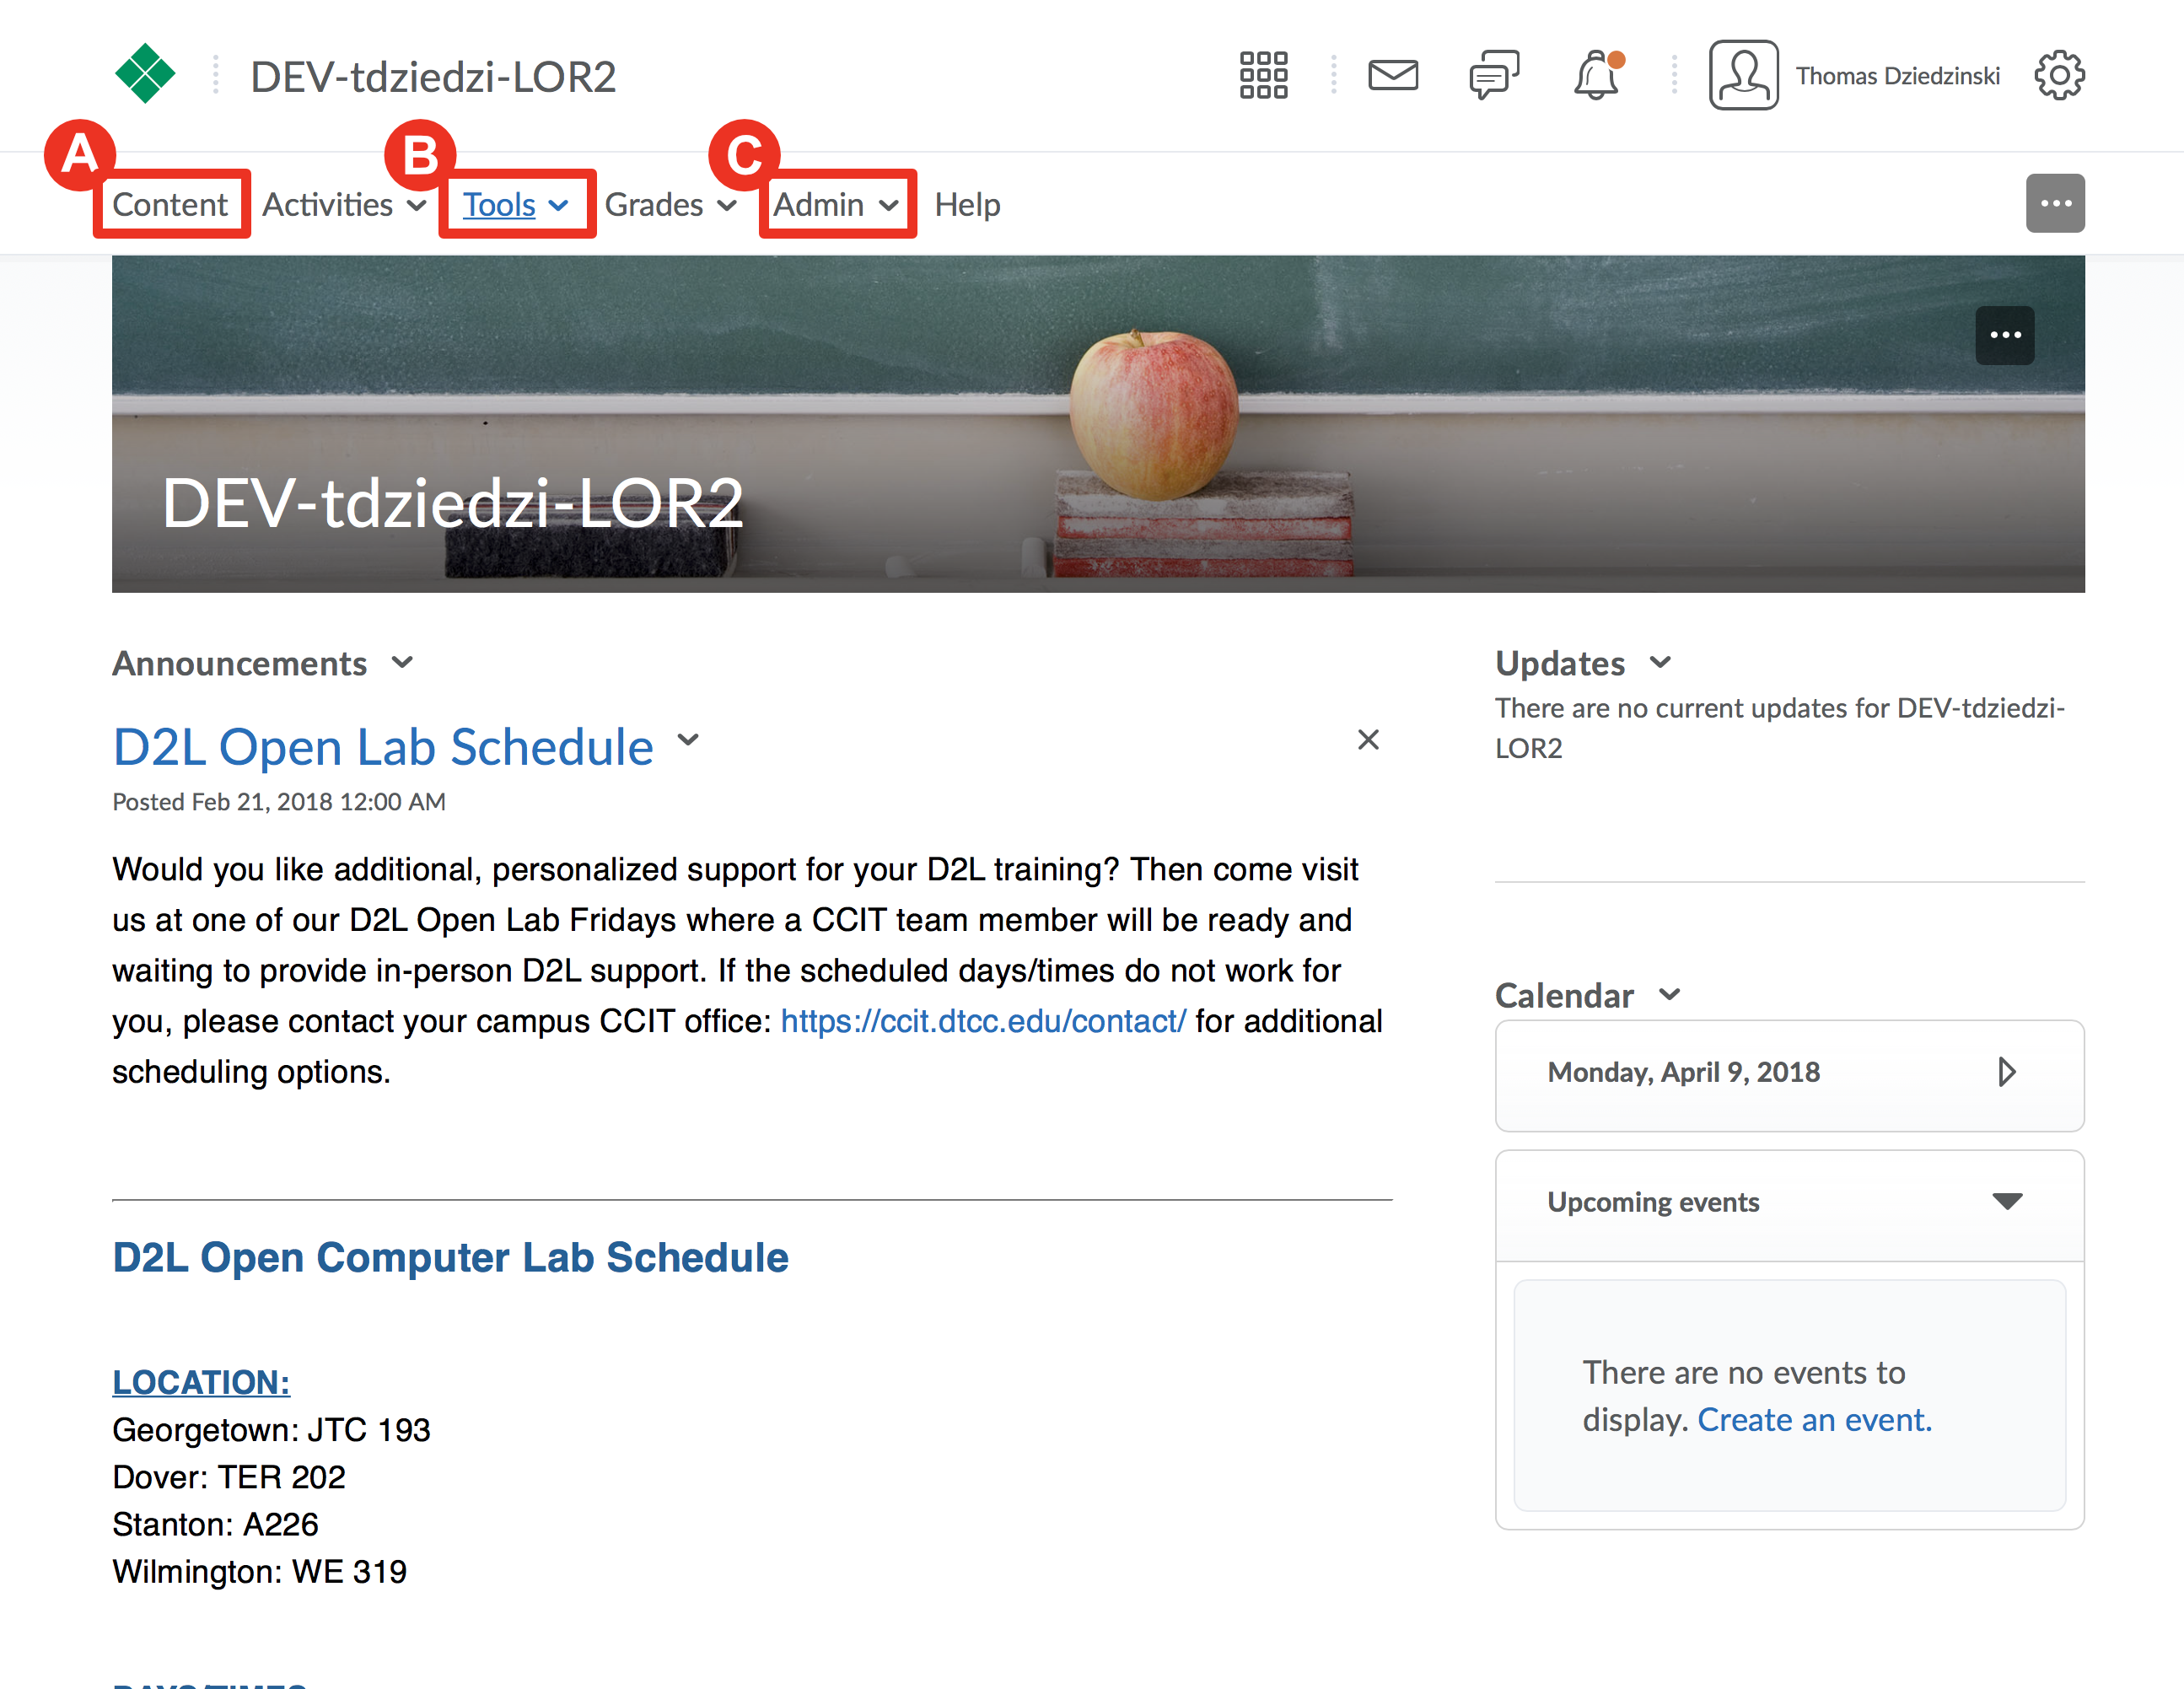 DEV-tdziedzi-LOR2
Thomas Dziedzinski
A
B
C
Content Activities Tools Grades Admin Help
DEV-tdziedzi-LOR2
Announcements
D2L Open Lab Schedule
Posted Feb 21, 2018 12:00 AM
Would you like additional, personalized support for your D2L training? Then come visit
us at one of our D2L Open Lab Fridays where a CCIT team member will be ready and
waiting to provide in-person D2L support. If the scheduled days/times do not work for
you, please contact your campus CCIT office: https://ccit.dtcc.edu/contact/ for additional
scheduling options.
D2L Open Computer Lab Schedule
LOCATION:
Georgetown: JTC 193
Dover: TER 202
Stanton: A226
Wilmington: WE 319
Updates
There are no current updates for DEV-tdziedzi-
LOR2
Calendar
Monday, April 9, 2018
Upcoming events
There are no events to
display. Create an event.